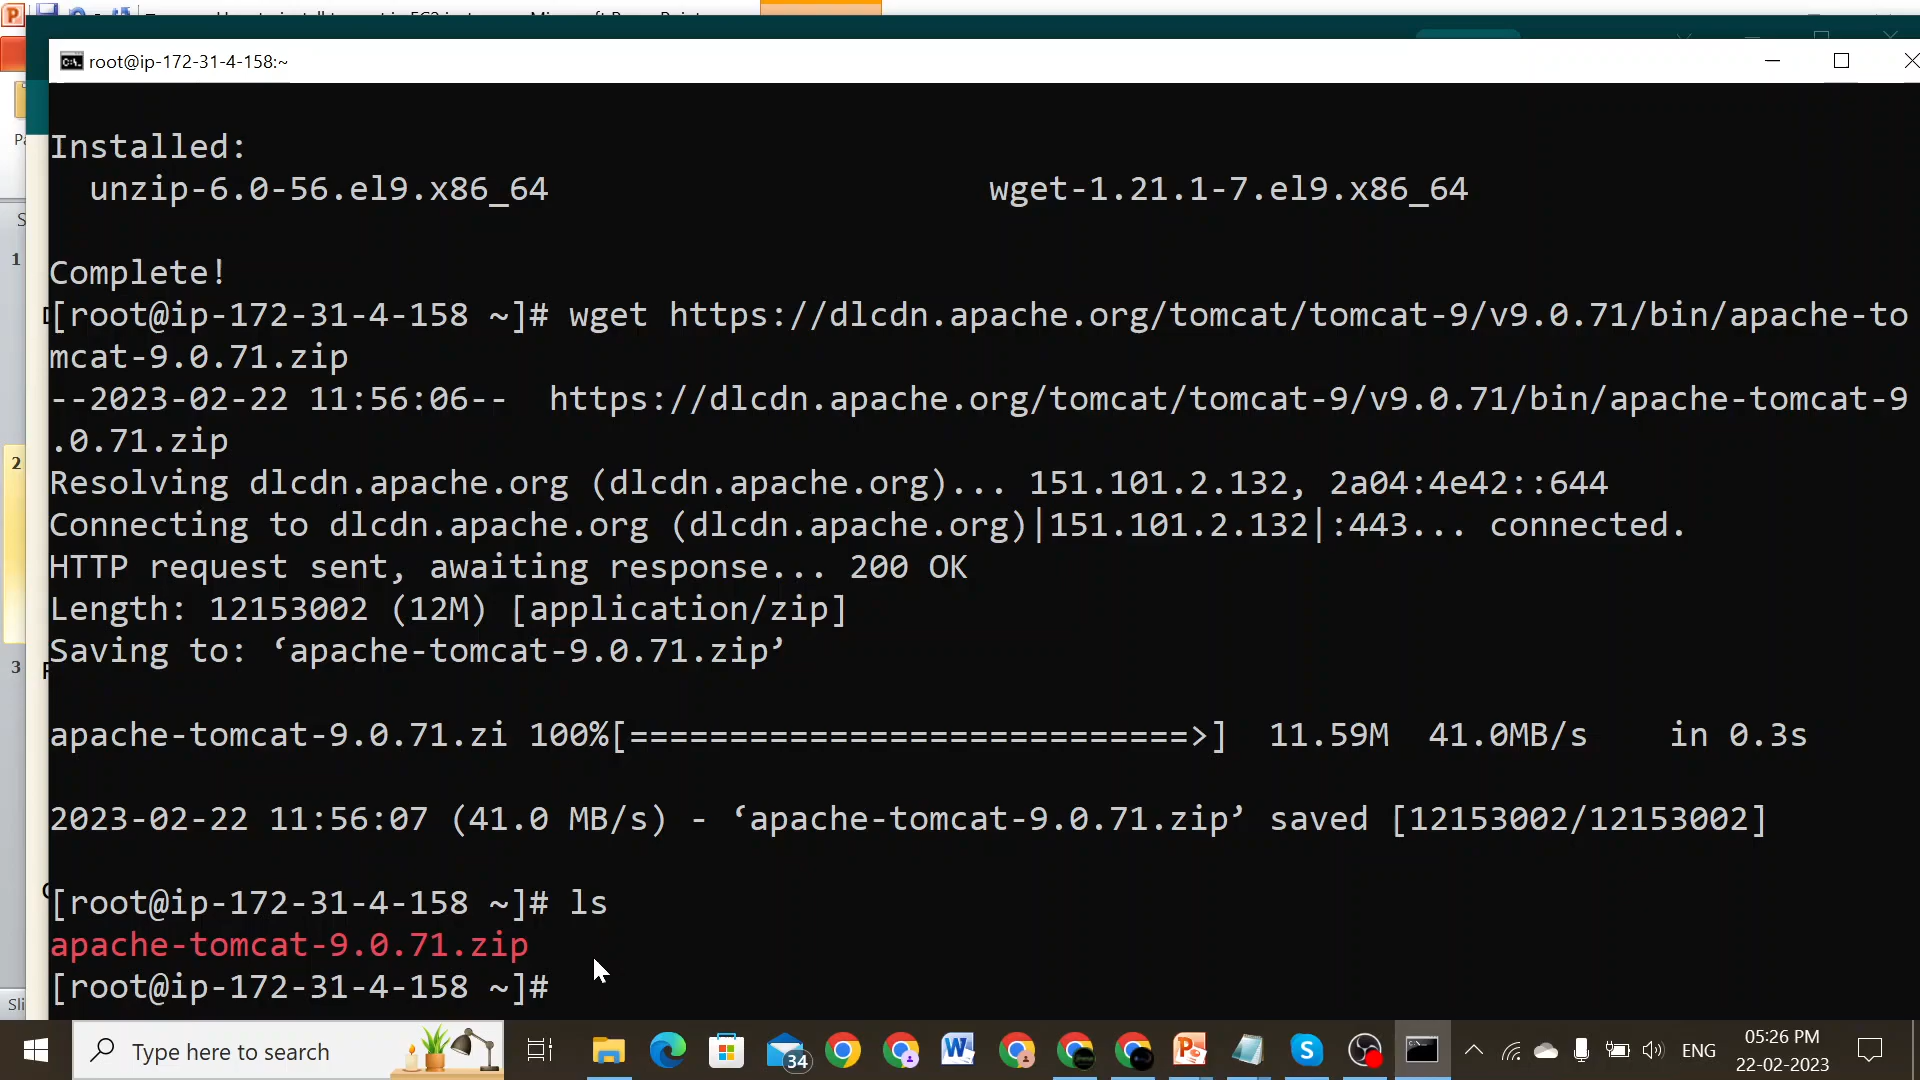 root@ip-172-31-4-158:~
Installed:
unzip-6.0-56.el9.x86_64 wget-1.21.1-7.el9.x86_64
Complete!
[root@ip-172-31-4-158 ~]# wget https://dlcdn.apache.org/tomcat/tomcat-9/v9.0.71/bin/apache-to
mcat-9.0.71.zip
--2023-02-22 11:56:06-- https://dlcdn.apache.org/tomcat/tomcat-9/v9.0.71/bin/apache-tomcat-9
.0.71.zip
Resolving dlcdn.apache.org (dlcdn.apache.org)... 151.101.2.132, 2a04:4e42::644
Connecting to dlcdn.apache.org (dlcdn.apache.org)|151.101.2.132|:443... connected.
HTTP request sent, awaiting response... 200 OK
Length: 12153002 (12M) [application/zip]
Saving to: ‘apache-tomcat-9.0.71.zip’
apache-tomcat-9.0.71.zi 100%[============================>] 11.59M 41.0MB/s in 0.3s
2023-02-22 11:56:07 (41.0 MB/s) - ‘apache-tomcat-9.0.71.zip’ saved [12153002/12153002]
[root@ip-172-31-4-158 ~]# ls
apache-tomcat-9.0.71.zip
[root@ip-172-31-4-158 ~]#
1
2
3
Type here to search
34
ENG
05:26 PM
22-02-2023